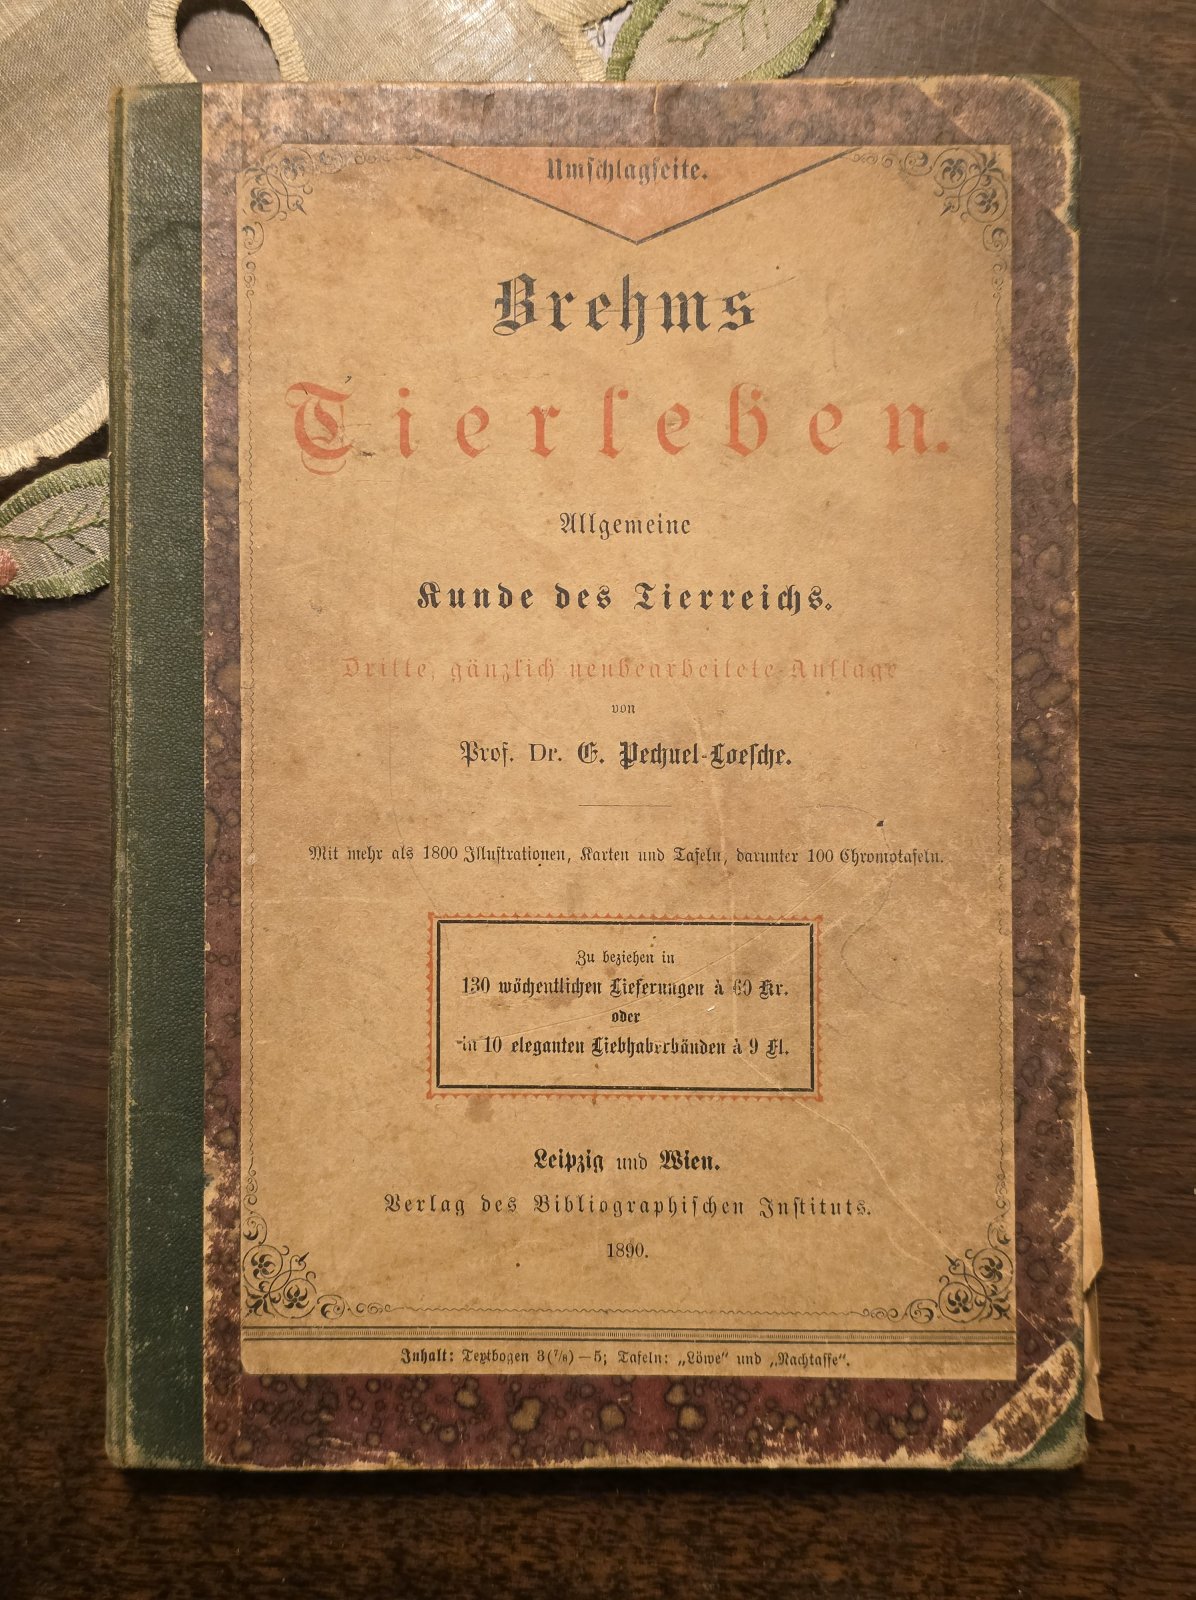 Umschlagseite.
Brehms
Tierleben.
Allgemeine
Kunde des Tierreichs.
Dritte, gänzlich neubearbeitete Auflage
von
Prof. Dr. E. Pechuel-Loesche.
Mit mehr als 1800 Illustrationen, Karten und Tafeln, darunter 100 Chromotafeln.
Zu beziehen in
130 wöchentlichen Lieferungen à 60 Kr.
oder
in 10 eleganten Liebhaberbänden à 9 Fl.
Leipzig und Wien.
Verlag des Bibliographischen Instituts.
1890.
Inhalt: Textbogen 3(7/8)—5; Tafeln: „Löwe“ und „Nachtaffe“.